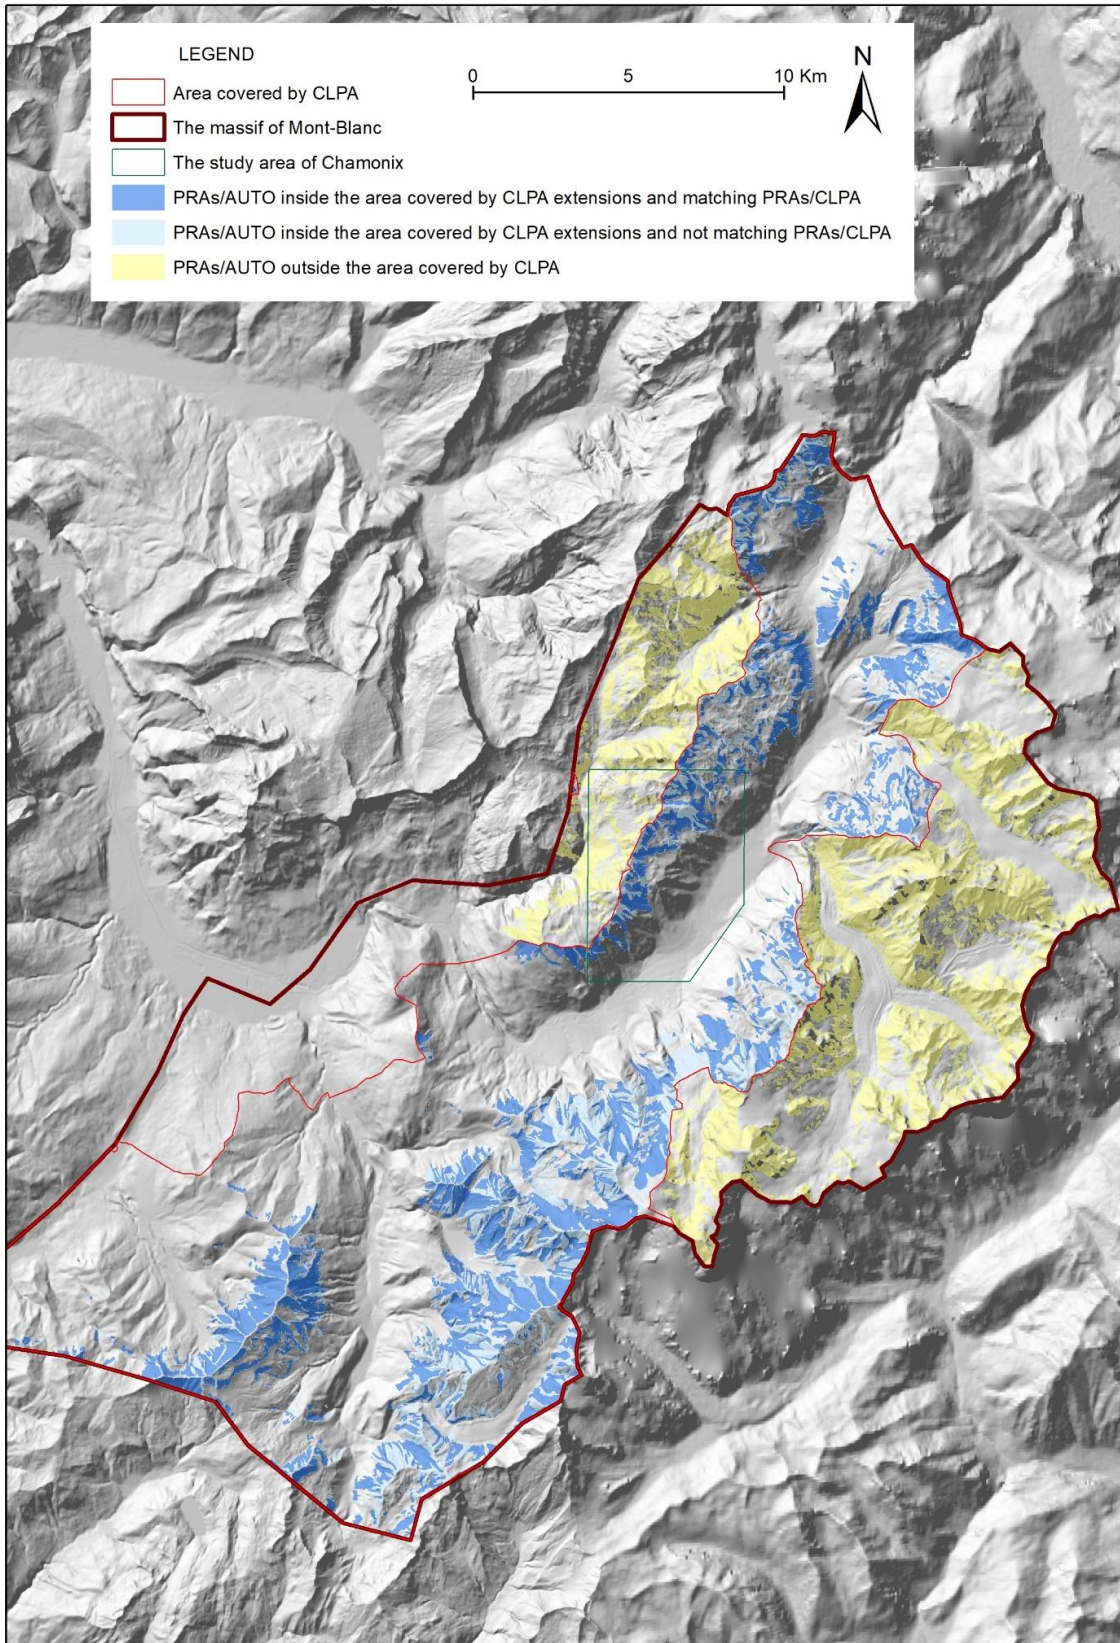 LEGEND
N
0 5 10 Km
Area covered by CLPA
The massif of Mont-Blanc
The study area of Chamonix
PRAs/AUTO inside the area covered by CLPA extensions and matching PRAs/CLPA
PRAs/AUTO inside the area covered by CLPA extensions and not matching PRAs/CLPA
PRAs/AUTO outside the area covered by CLPA